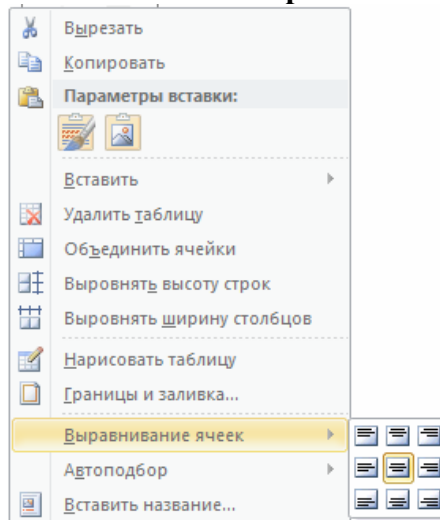 Вырезать
Копировать
Параметры вставки:
Вставить
Удалить таблицу
Объединить ячейки
Выровнять высоту строк
Выровнять ширину столбцов
Нарисовать таблицу
Границы и заливка...
Выравнивание ячеек
Автоподбор
Вставить название...